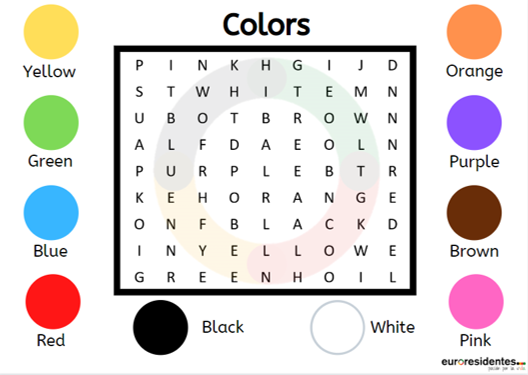 Colors
P I N K H G I J D
S T W H I T E M N
U B O T B R O W N
A L F D A E O L N
P U R P L E B T R
K E H O R A N G E
O N F B L A C K D
I N Y E L L O W E
G R E E N H O I L
Yellow
Green
Blue
Red
Orange
Purple
Brown
Pink
Black
White
euroresidentes.